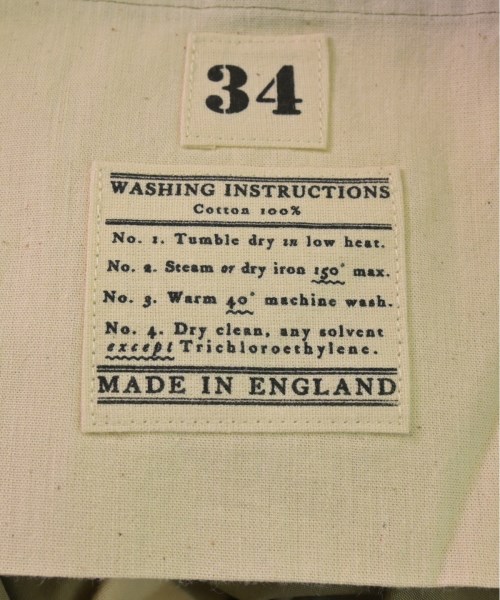 34
WASHING INSTRUCTIONS
Cotton 100%
No. 1. Tumble dry in low heat.
No. 2. Steam or dry iron 150° max.
No. 3. Warm 40° machine wash.
No. 4. Dry clean, any solvent
except Trichloroethylene.
MADE IN ENGLAND